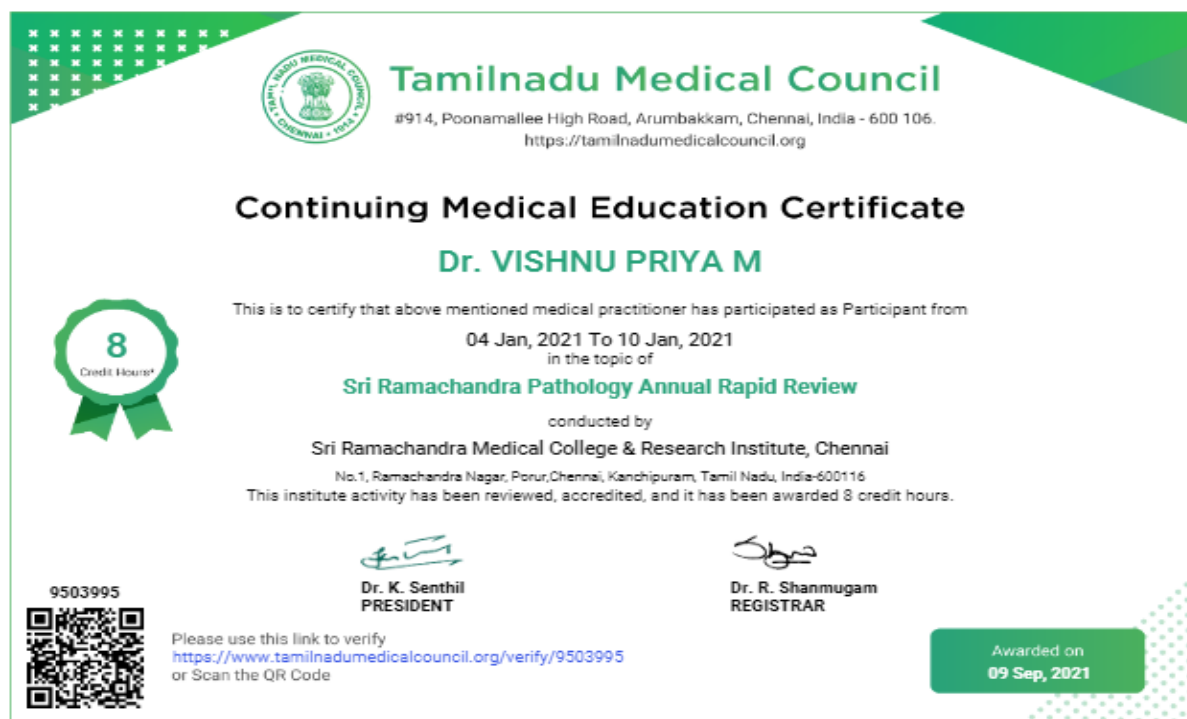 TAMIL NADU MEDICAL COUNCIL
CHENNAI • 1914
Tamilnadu Medical Council
#914, Poonamallee High Road, Arumbakkam, Chennai, India - 600 106.
https://tamilnadumedicalcouncil.org
Continuing Medical Education Certificate
Dr. VISHNU PRIYA M
This is to certify that above mentioned medical practitioner has participated as Participant from
04 Jan, 2021 To 10 Jan, 2021
in the topic of
Sri Ramachandra Pathology Annual Rapid Review
8
Credit Hours*
conducted by
Sri Ramachandra Medical College & Research Institute, Chennai
No.1, Ramachandra Nagar, Porur,Chennai, Kanchipuram, Tamil Nadu, India-600116
This institute activity has been reviewed, accredited, and it has been awarded 8 credit hours.
Dr. K. Senthil
PRESIDENT
Dr. R. Shanmugam
REGISTRAR
9503995
Please use this link to verify
https://www.tamilnadumedicalcouncil.org/verify/9503995
or Scan the QR Code
Awarded on
09 Sep, 2021